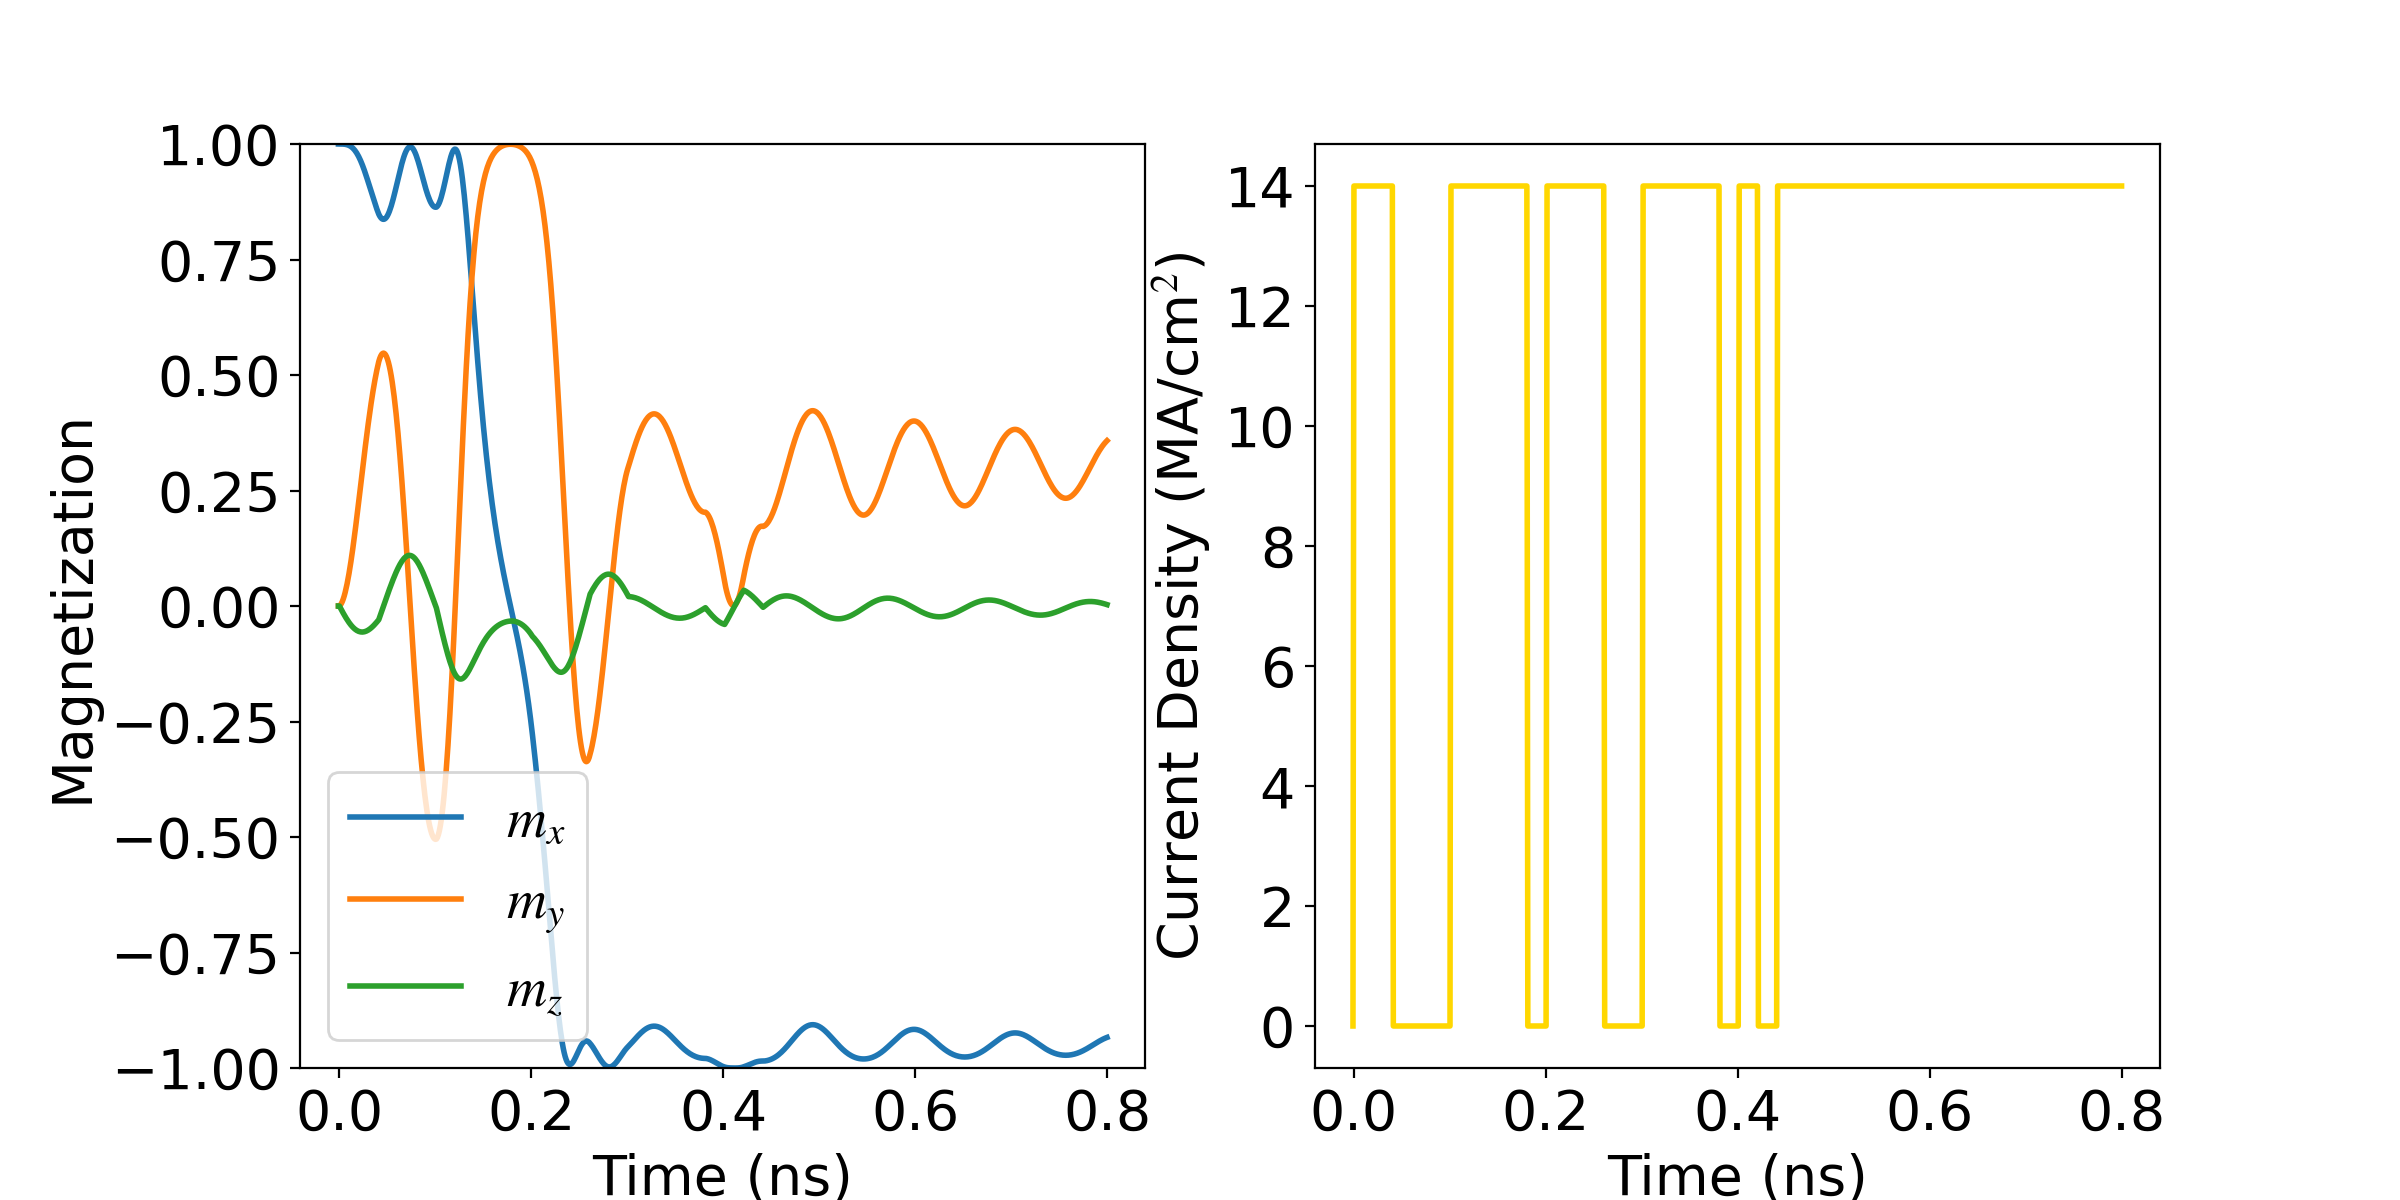 Magnetization
1.00
0.75
0.50
0.25
0.00
−0.25
−0.50
−0.75
−1.00
m_x
m_y
m_z
0.0 0.2 0.4 0.6 0.8
Time (ns)
Current Density (MA/cm²)
14
12
10
8
6
4
2
0
0.0 0.2 0.4 0.6 0.8
Time (ns)